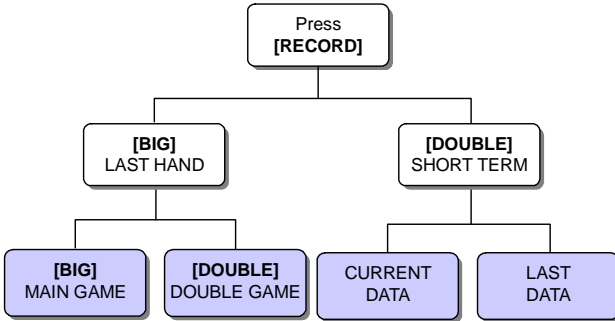 Press
[RECORD]
[BIG]
LAST HAND
[DOUBLE]
SHORT TERM
[BIG]
MAIN GAME
[DOUBLE]
DOUBLE GAME
CURRENT
DATA
LAST
DATA